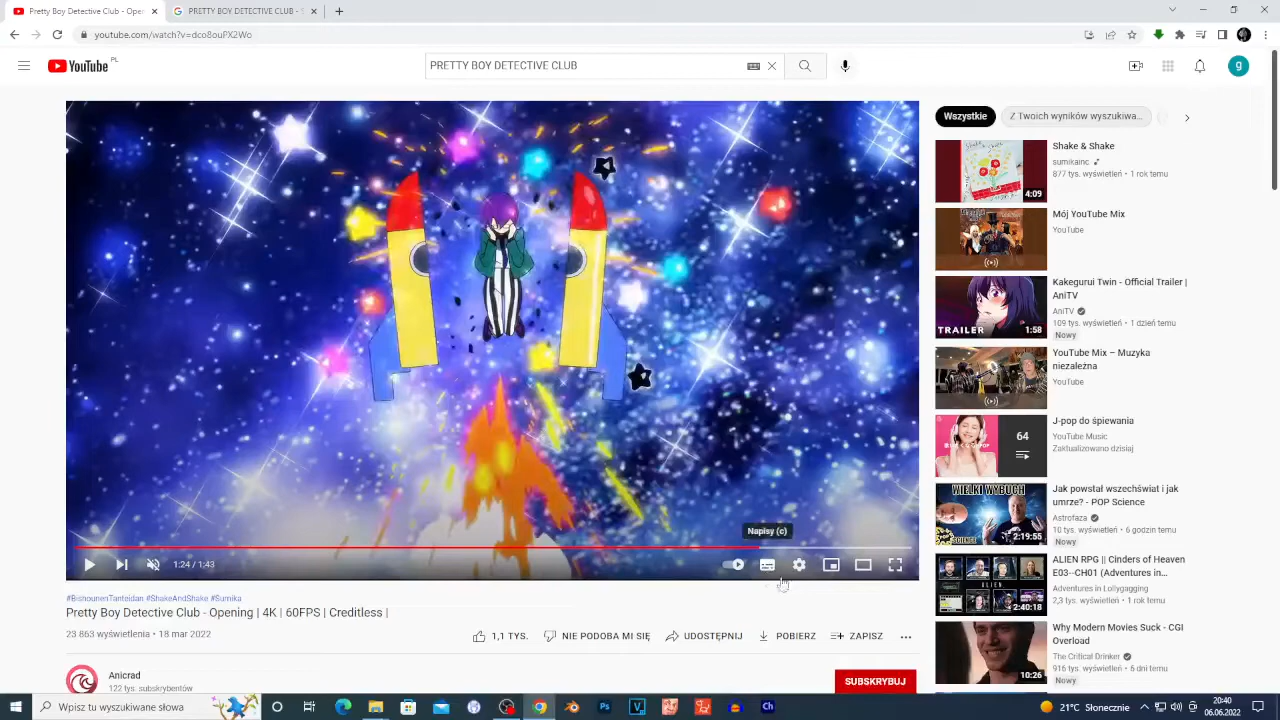 Pretty Boy Detective Club - Open
PRETTY BOY DETECTIVE CLUB - S
youtube.com/watch?v=dco8ouPX2Wo
YouTube PL
PRETTY BOY DETECTIVE CLUB
g
Napisy (c)
1:24 / 1:43
#BishounenTanteidan #ShakeAndShake #Sumika
Pretty Boy Detective Club - Opening | 4K | 60FPS | Creditless |
23 863 wyświetlenia • 18 mar 2022
1,1 TYS.
NIE PODOBA MI SIĘ
UDOSTĘPNIJ
POBIERZ
ZAPISZ
Anicrad
122 tys. subskrybentów
SUBSKRYBUJ
Wszystkie
Z Twoich wyników wyszukiwa...
4:09
Shake & Shake
sumikainc
877 tys. wyświetleń • 1 rok temu
Mój YouTube Mix
YouTube
TRAILER
1:58
Kakegurui Twin - Official Trailer |
AniTV
AniTV
109 tys. wyświetleń • 1 dzień temu
Nowy
YouTube Mix – Muzyka
niezależna
YouTube
64
J-pop do śpiewania
YouTube Music
Zaktualizowano dzisiaj
WIELKI WYBUCH
POP
SCIENCE
2:19:55
Jak powstał wszechświat i jak
umrze? - POP Science
Astrofaza
10 tys. wyświetleń • 6 godzin temu
Nowy
ALIEN
2:40:18
ALIEN RPG || Cinders of Heaven
E03--CH01 (Adventures in...
Adventures in Lollygagging
2,3 tys. wyświetleń • 1 rok temu
10:26
Why Modern Movies Suck - CGI
Overload
The Critical Drinker
916 tys. wyświetleń • 6 dni temu
Nowy
Wpisz tu wyszukiwane słowa
Ps
Ch
21°C Słonecznie
20:40
06.06.2022